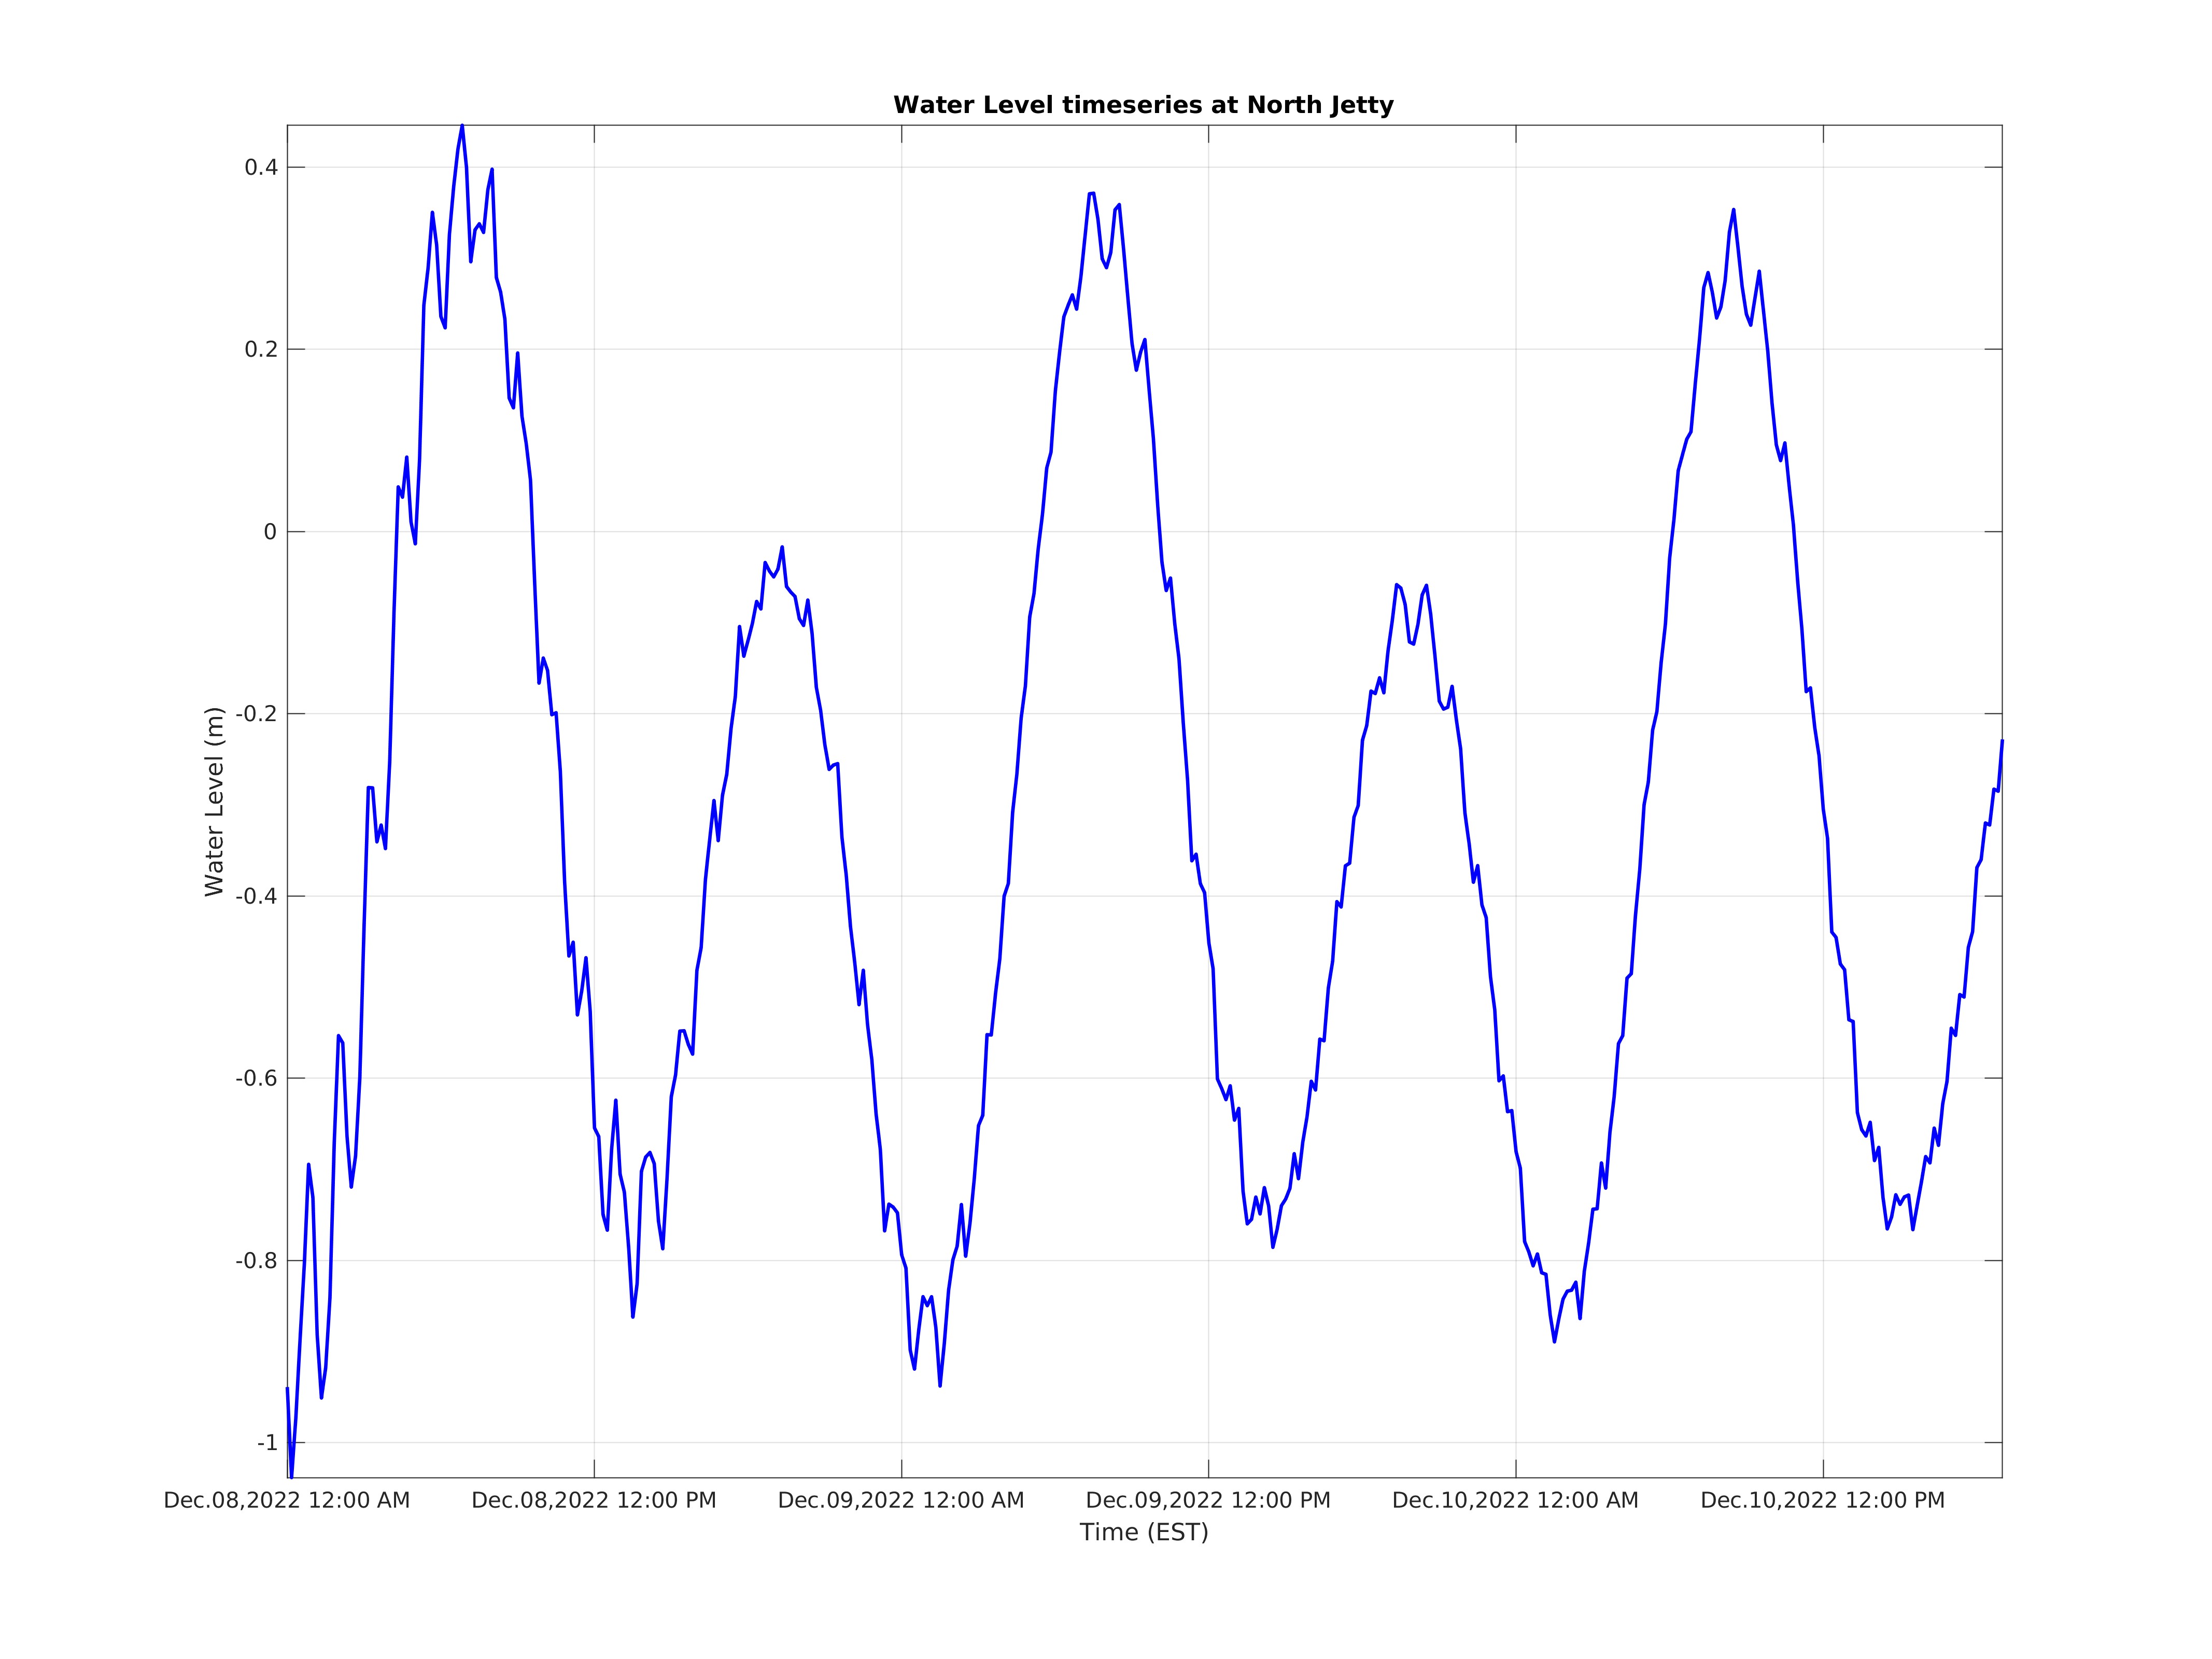 Water Level timeseries at North Jetty
Water Level (m)
0.4
0.2
0
-0.2
-0.4
-0.6
-0.8
-1
Dec.08,2022 12:00 AM Dec.08,2022 12:00 PM Dec.09,2022 12:00 AM Dec.09,2022 12:00 PM Dec.10,2022 12:00 AM Dec.10,2022 12:00 PM
Time (EST)